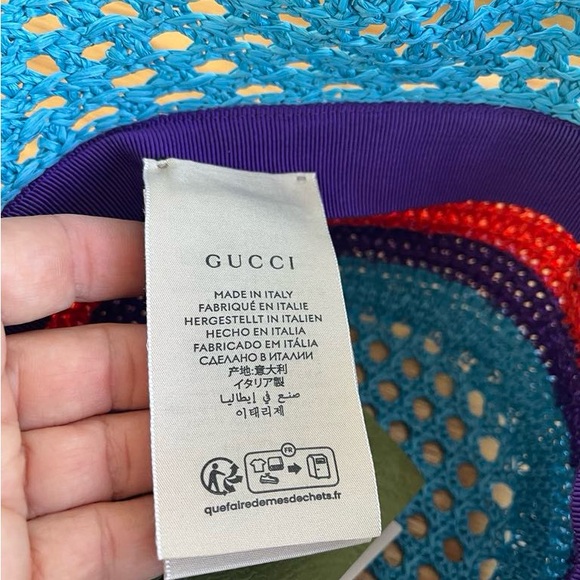 GUCCI
MADE IN ITALY
FABRIQUÉ EN ITALIE
HERGESTELLT IN ITALIEN
HECHO EN ITALIA
FABRICADO EM ITÁLIA
СДЕЛАНО В ИТАЛИИ
产地:意大利
イタリア製
صنع في إيطاليا
이태리제
FR
quefairedemesdechets.fr